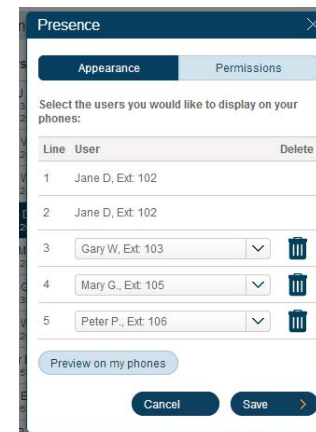 Presence
Appearance Permissions
Select the users you would like to display on your
phones:
Line User Delete
1 Jane D, Ext: 102
2 Jane D, Ext: 102
3 Gary W, Ext: 103
4 Mary G., Ext: 105
5 Peter P., Ext: 106
Preview on my phones
Cancel Save